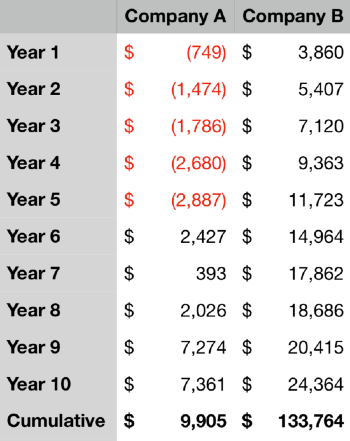 Company A Company B
Year 1 $ (749) $ 3,860
Year 2 $ (1,474) $ 5,407
Year 3 $ (1,786) $ 7,120
Year 4 $ (2,680) $ 9,363
Year 5 $ (2,887) $ 11,723
Year 6 $ 2,427 $ 14,964
Year 7 $ 393 $ 17,862
Year 8 $ 2,026 $ 18,686
Year 9 $ 7,274 $ 20,415
Year 10 $ 7,361 $ 24,364
Cumulative $ 9,905 $ 133,764